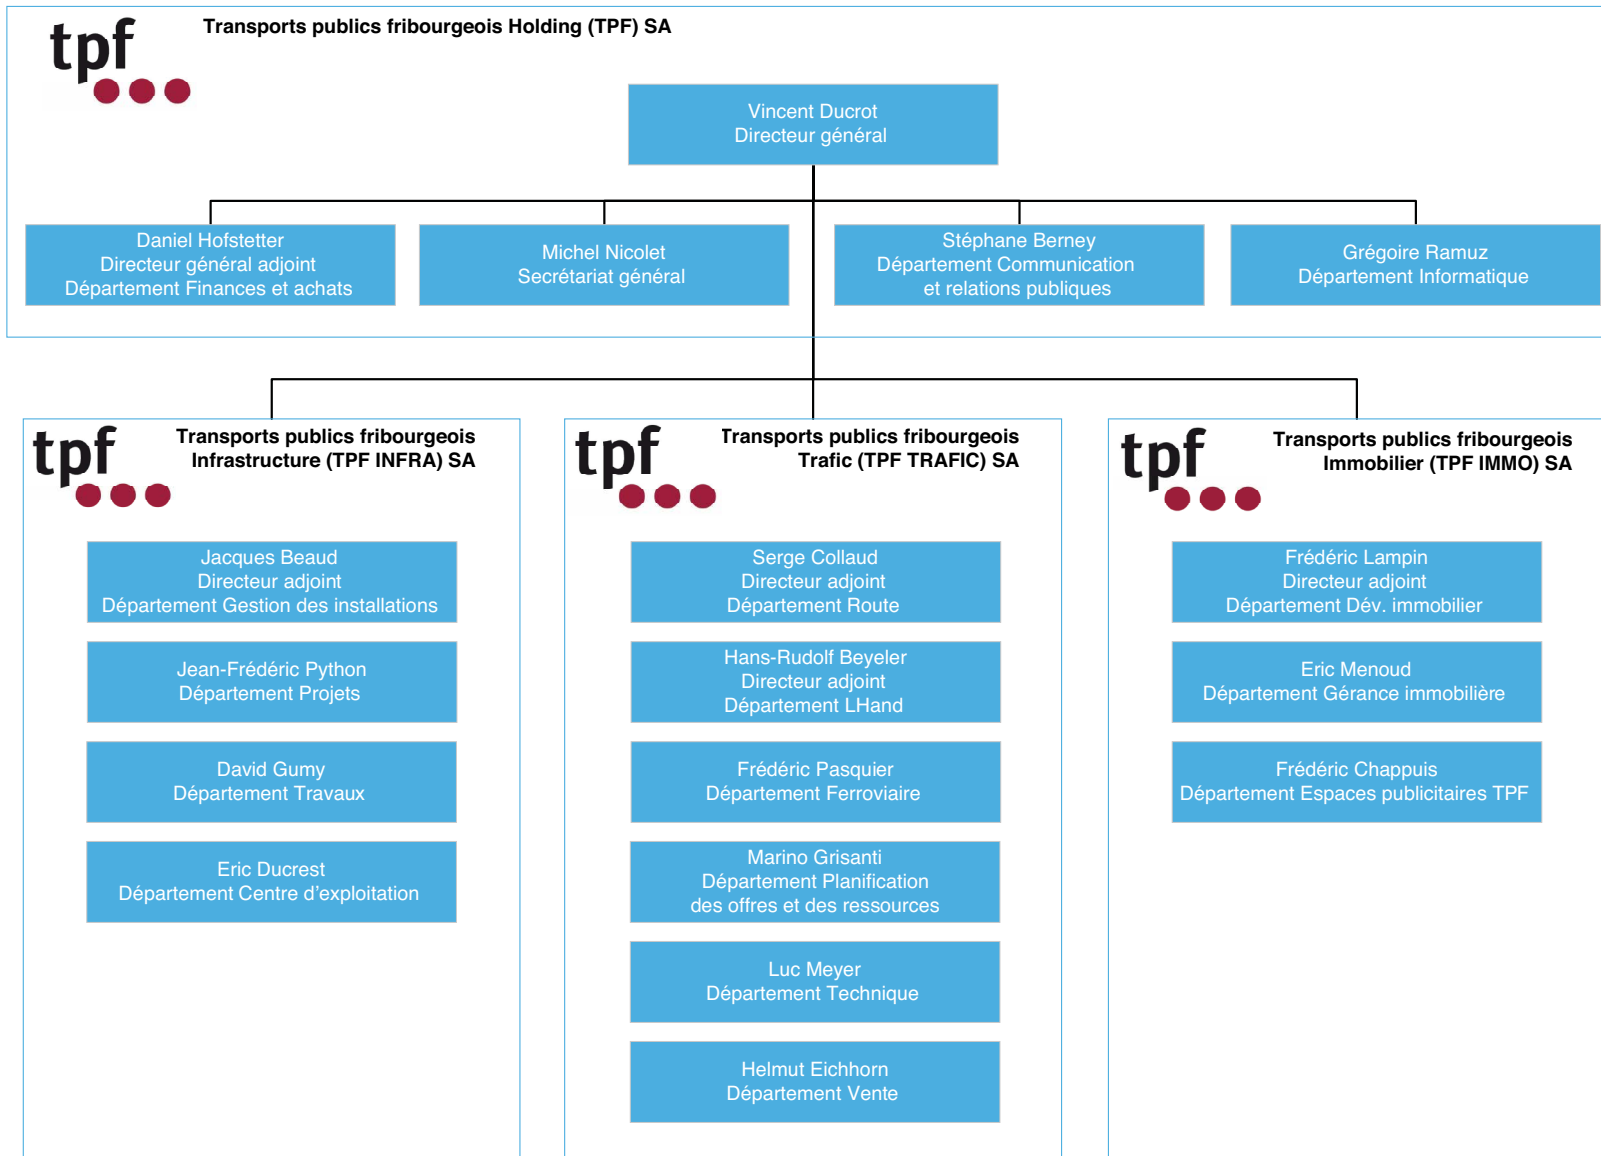 tpf
Transports publics fribourgeois Holding (TPF) SA
Vincent Ducrot
Directeur général
Daniel Hofstetter
Directeur général adjoint
Département Finances et achats
Michel Nicolet
Secrétariat général
Stéphane Berney
Département Communication
et relations publiques
Grégoire Ramuz
Département Informatique
tpf
Transports publics fribourgeois
Infrastructure (TPF INFRA) SA
Jacques Beaud
Directeur adjoint
Département Gestion des installations
Jean-Frédéric Python
Département Projets
David Gumy
Département Travaux
Eric Ducrest
Département Centre d'exploitation
tpf
Transports publics fribourgeois
Trafic (TPF TRAFIC) SA
Serge Collaud
Directeur adjoint
Département Route
Hans-Rudolf Beyeler
Directeur adjoint
Département LHand
Frédéric Pasquier
Département Ferroviaire
Marino Grisanti
Département Planification
des offres et des ressources
Luc Meyer
Département Technique
Helmut Eichhorn
Département Vente
tpf
Transports publics fribourgeois
Immobilier (TPF IMMO) SA
Frédéric Lampin
Directeur adjoint
Département Dév. immobilier
Eric Menoud
Département Gérance immobilière
Frédéric Chappuis
Département Espaces publicitaires TPF